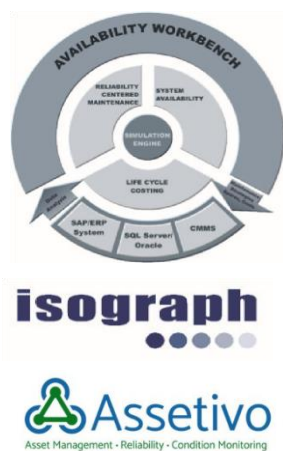 AVAILABILITY WORKBENCH
RELIABILITY
CENTERED
MAINTENANCE
SYSTEM
AVAILABILITY
SIMULATION
ENGINE
LIFE CYCLE
COSTING
SAP/ERP
System
SQL Server/
Oracle
CMMS
isograph
Assetivo
Asset Management • Reliability • Condition Monitoring